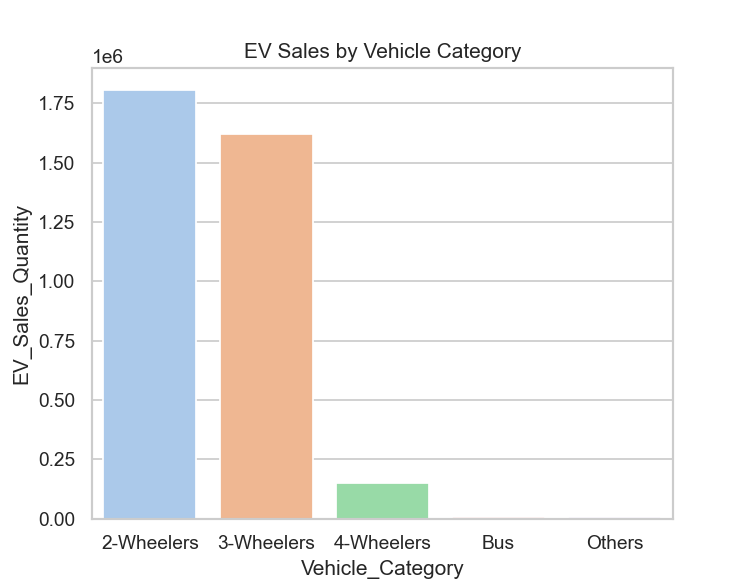 EV Sales by Vehicle Category
1e6
1.75
1.50
1.25
1.00
0.75
0.50
0.25
0.00
EV_Sales_Quantity
2-Wheelers 3-Wheelers 4-Wheelers Bus Others
Vehicle_Category